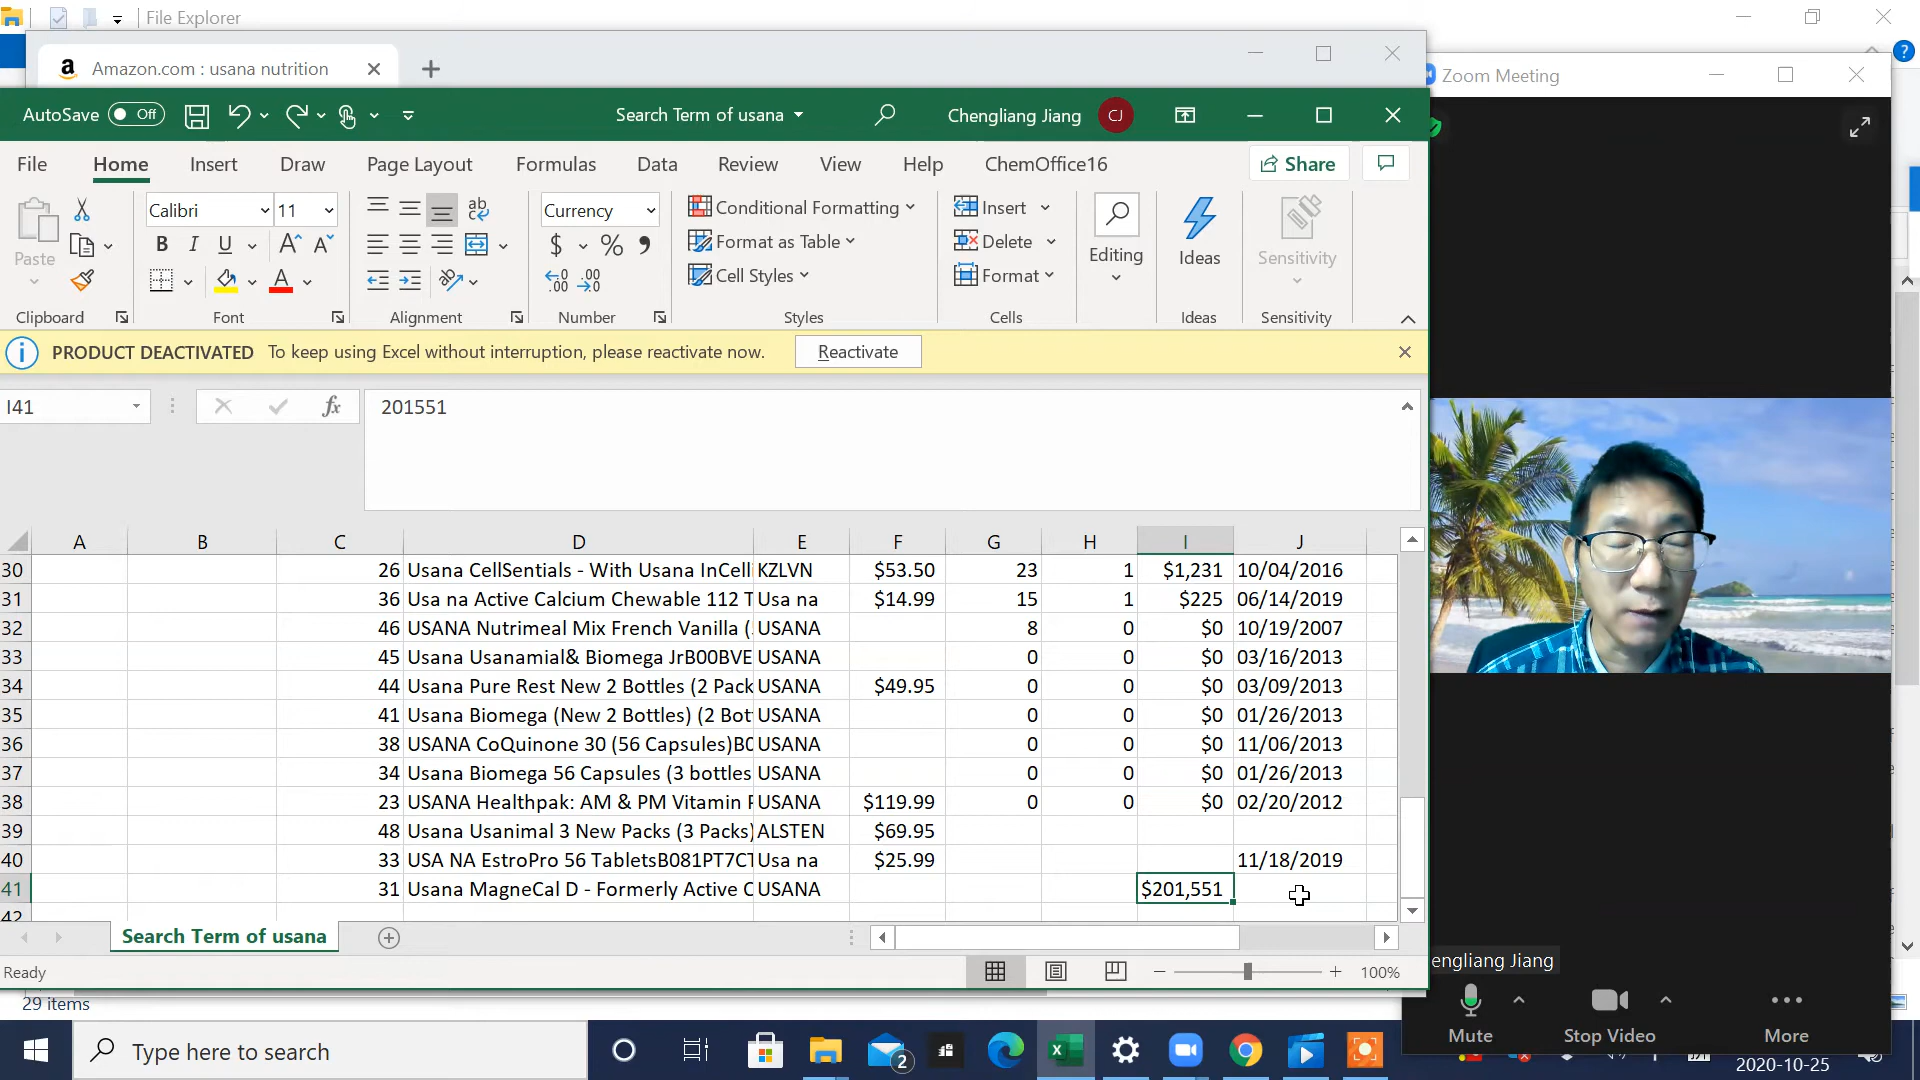 File Explorer
Amazon.com : usana nutrition
Zoom Meeting
AutoSave Off
Search Term of usana
Chengliang Jiang CJ
File Home Insert Draw Page Layout Formulas Data Review View Help ChemOffice16 Share
Paste
Calibri 11
B I U
ab
Currency
$ % ,
Conditional Formatting
Format as Table
Cell Styles
Insert
Delete
Format
Editing
Ideas
Sensitivity
Clipboard Font Alignment Number Styles Cells Ideas Sensitivity
PRODUCT DEACTIVATED To keep using Excel without interruption, please reactivate now. Reactivate
I41 fx 201551
A B C D E F G H I J
30 26 Usana CellSentials - With Usana InCelli KZLVN $53.50 23 1 $1,231 10/04/2016
31 36 Usa na Active Calcium Chewable 112 T Usa na $14.99 15 1 $225 06/14/2019
32 46 USANA Nutrimeal Mix French Vanilla ( USANA 8 0 $0 10/19/2007
33 45 Usana Usanamial& Biomega JrB00BVE USANA 0 0 $0 03/16/2013
34 44 Usana Pure Rest New 2 Bottles (2 Pack USANA $49.95 0 0 $0 03/09/2013
35 41 Usana Biomega (New 2 Bottles) (2 Bot USANA 0 0 $0 01/26/2013
36 38 USANA CoQuinone 30 (56 Capsules)B0 USANA 0 0 $0 11/06/2013
37 34 Usana Biomega 56 Capsules (3 bottles USANA 0 0 $0 01/26/2013
38 23 USANA Healthpak: AM & PM Vitamin P USANA $119.99 0 0 $0 02/20/2012
39 48 Usana Usanimal 3 New Packs (3 Packs) ALSTEN $69.95
40 33 USA NA EstroPro 56 TabletsB081PT7CT Usa na $25.99 11/18/2019
41 31 Usana MagneCal D - Formerly Active C USANA $201,551
42
Search Term of usana
Ready
100%
29 items
engliang Jiang
Mute Stop Video More
Type here to search
2
2020-10-25